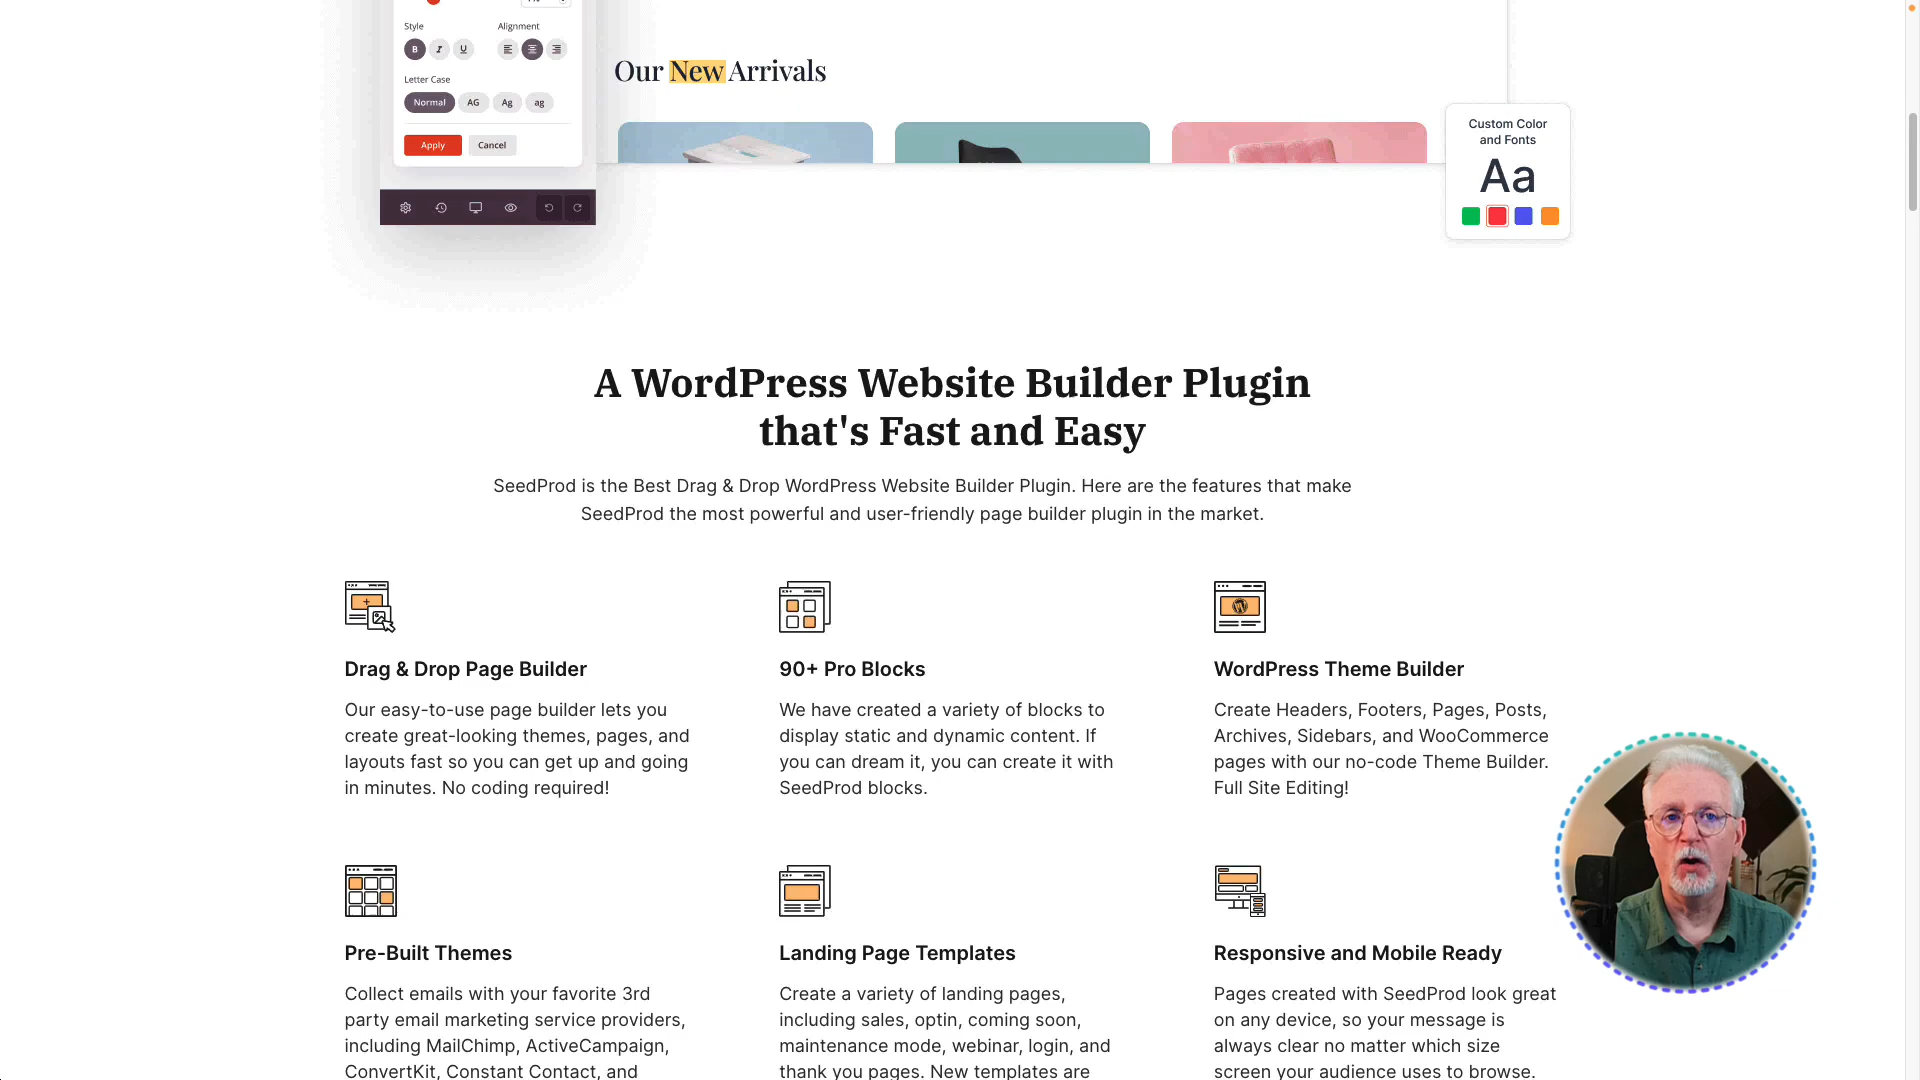 Style
Alignment
B I U
Letter Case
Normal AG Ag ag
Apply Cancel
Our New Arrivals
Custom Color
and Fonts
Aa
A WordPress Website Builder Plugin
that's Fast and Easy
SeedProd is the Best Drag & Drop WordPress Website Builder Plugin. Here are the features that make
SeedProd the most powerful and user-friendly page builder plugin in the market.
Drag & Drop Page Builder
Our easy-to-use page builder lets you
create great-looking themes, pages, and
layouts fast so you can get up and going
in minutes. No coding required!
90+ Pro Blocks
We have created a variety of blocks to
display static and dynamic content. If
you can dream it, you can create it with
SeedProd blocks.
WordPress Theme Builder
Create Headers, Footers, Pages, Posts,
Archives, Sidebars, and WooCommerce
pages with our no-code Theme Builder.
Full Site Editing!
Pre-Built Themes
Collect emails with your favorite 3rd
party email marketing service providers,
including MailChimp, ActiveCampaign,
ConvertKit, Constant Contact, and
Landing Page Templates
Create a variety of landing pages,
including sales, optin, coming soon,
maintenance mode, webinar, login, and
thank you pages. New templates are
Responsive and Mobile Ready
Pages created with SeedProd look great
on any device, so your message is
always clear no matter which size
screen your audience uses to browse.